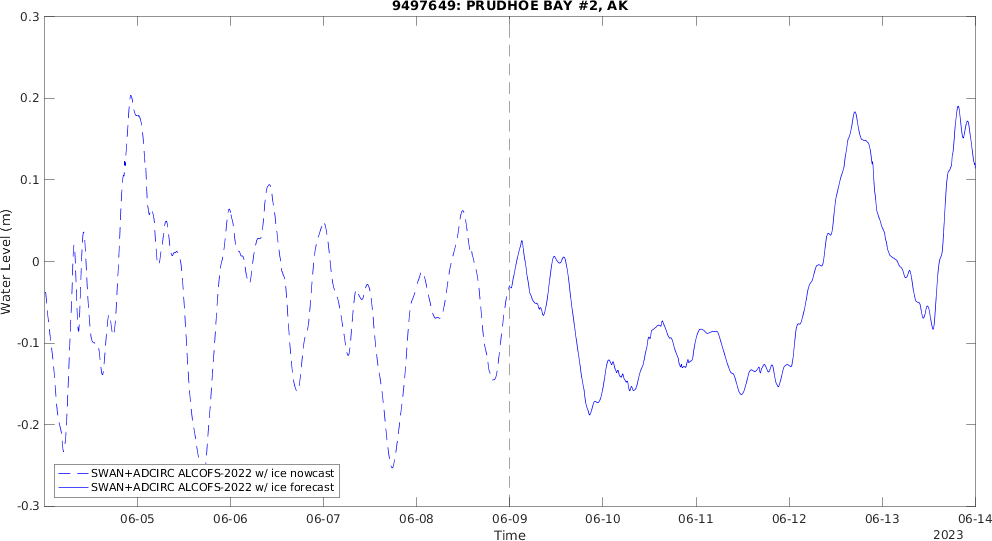 9497649: PRUDHOE BAY #2, AK
0.3
0.2
0.1
0
-0.1
-0.2
-0.3
Water Level (m)
SWAN+ADCIRC ALCOFS-2022 w/ ice nowcast
SWAN+ADCIRC ALCOFS-2022 w/ ice forecast
06-05 06-06 06-07 06-08 06-09 06-10 06-11 06-12 06-13 06-14
Time
2023